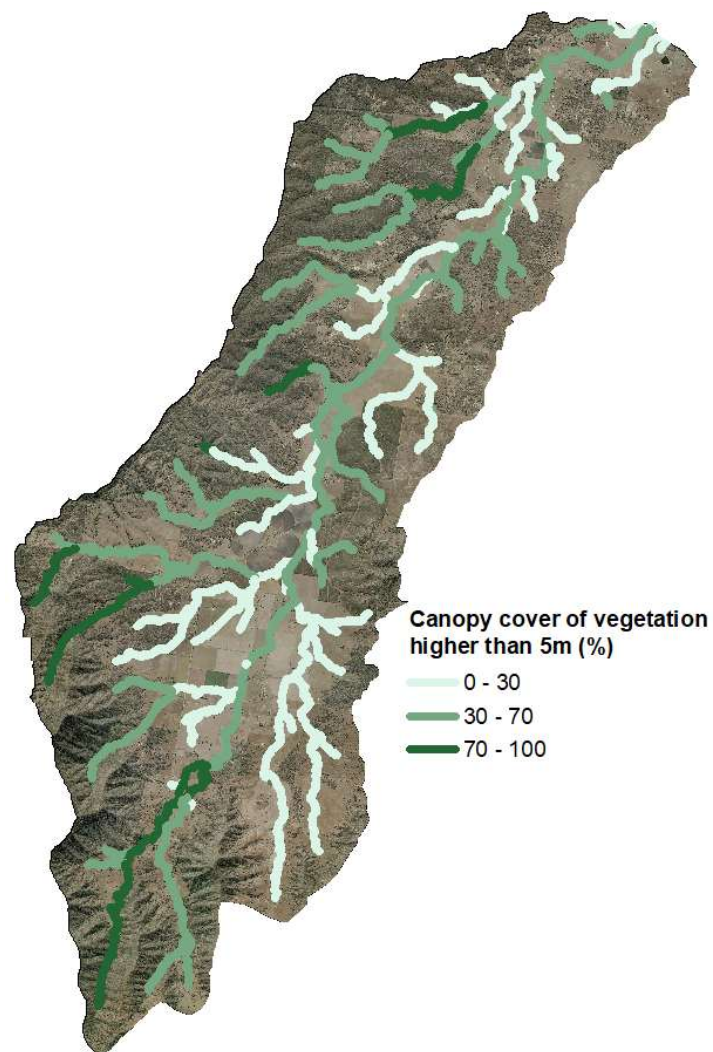 Canopy cover of vegetation
higher than 5m (%)
0 - 30
30 - 70
70 - 100